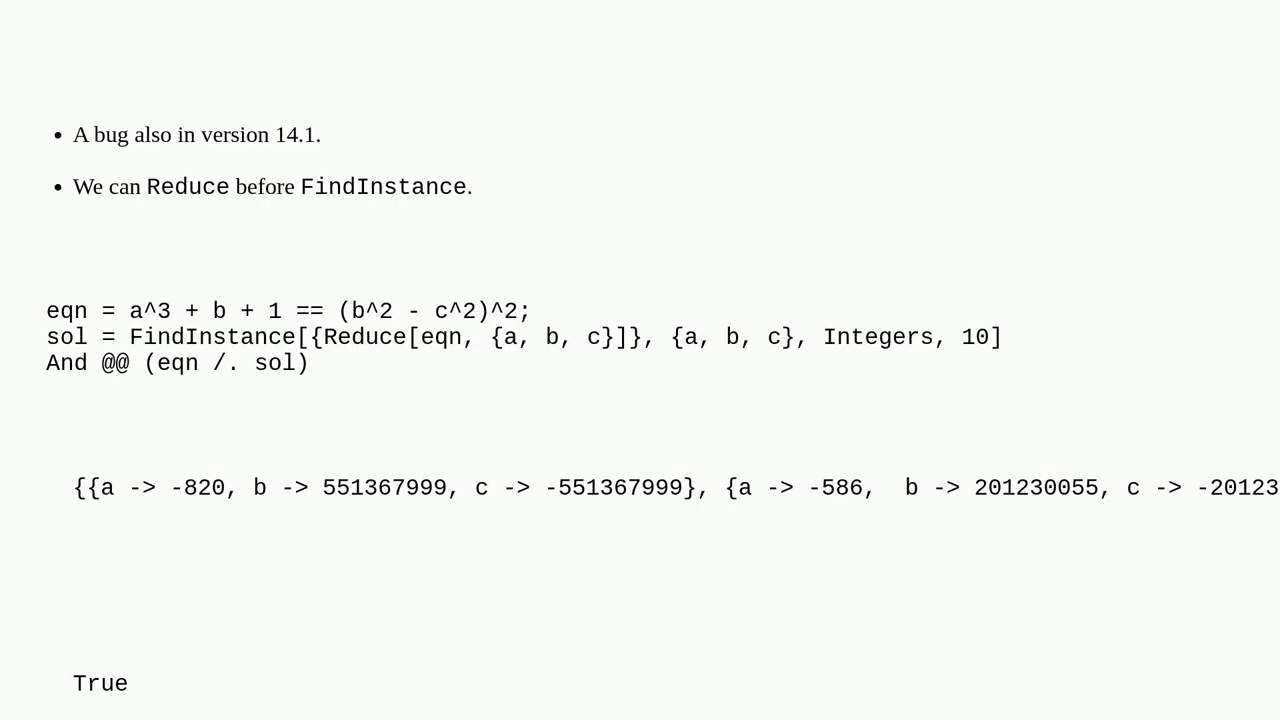 • A bug also in version 14.1.
• We can Reduce before FindInstance.
eqn = a^3 + b + 1 == (b^2 - c^2)^2;
sol = FindInstance[{Reduce[eqn, {a, b, c}]}, {a, b, c}, Integers, 10]
And @@ (eqn /. sol)
{{a -> -820, b -> 551367999, c -> -551367999}, {a -> -586,  b -> 201230055, c -> -20123
True